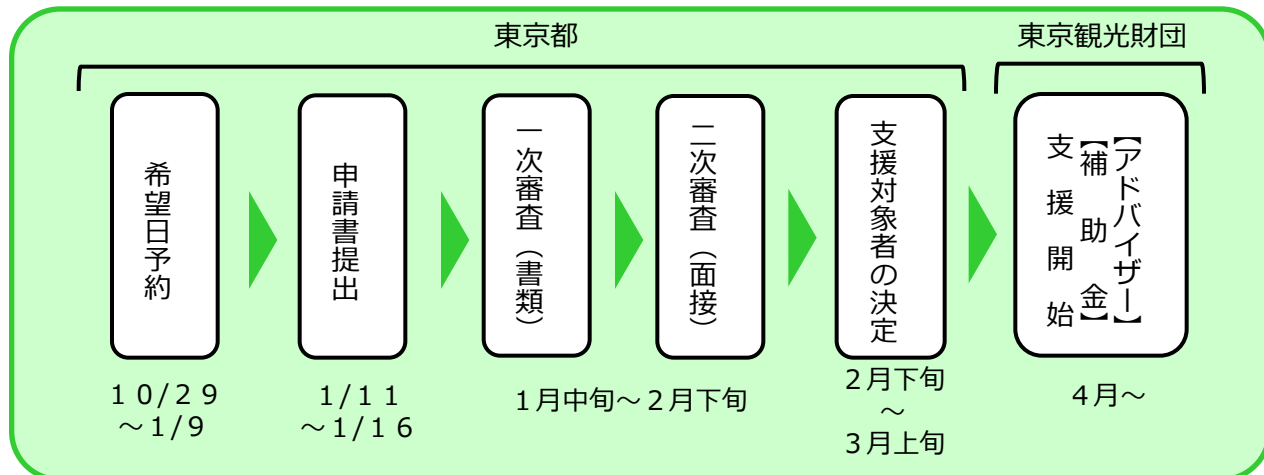 東京都
東京観光財団
希望日予約
申請書提出
一次審査（書類）
二次審査（面接）
支援対象者の決定
【アドバイザー】
【補助金】
支援開始
１０/２９
～１/９
１/１１
～１/１６
１月中旬～２月下旬
２月下旬
～
３月上旬
４月～